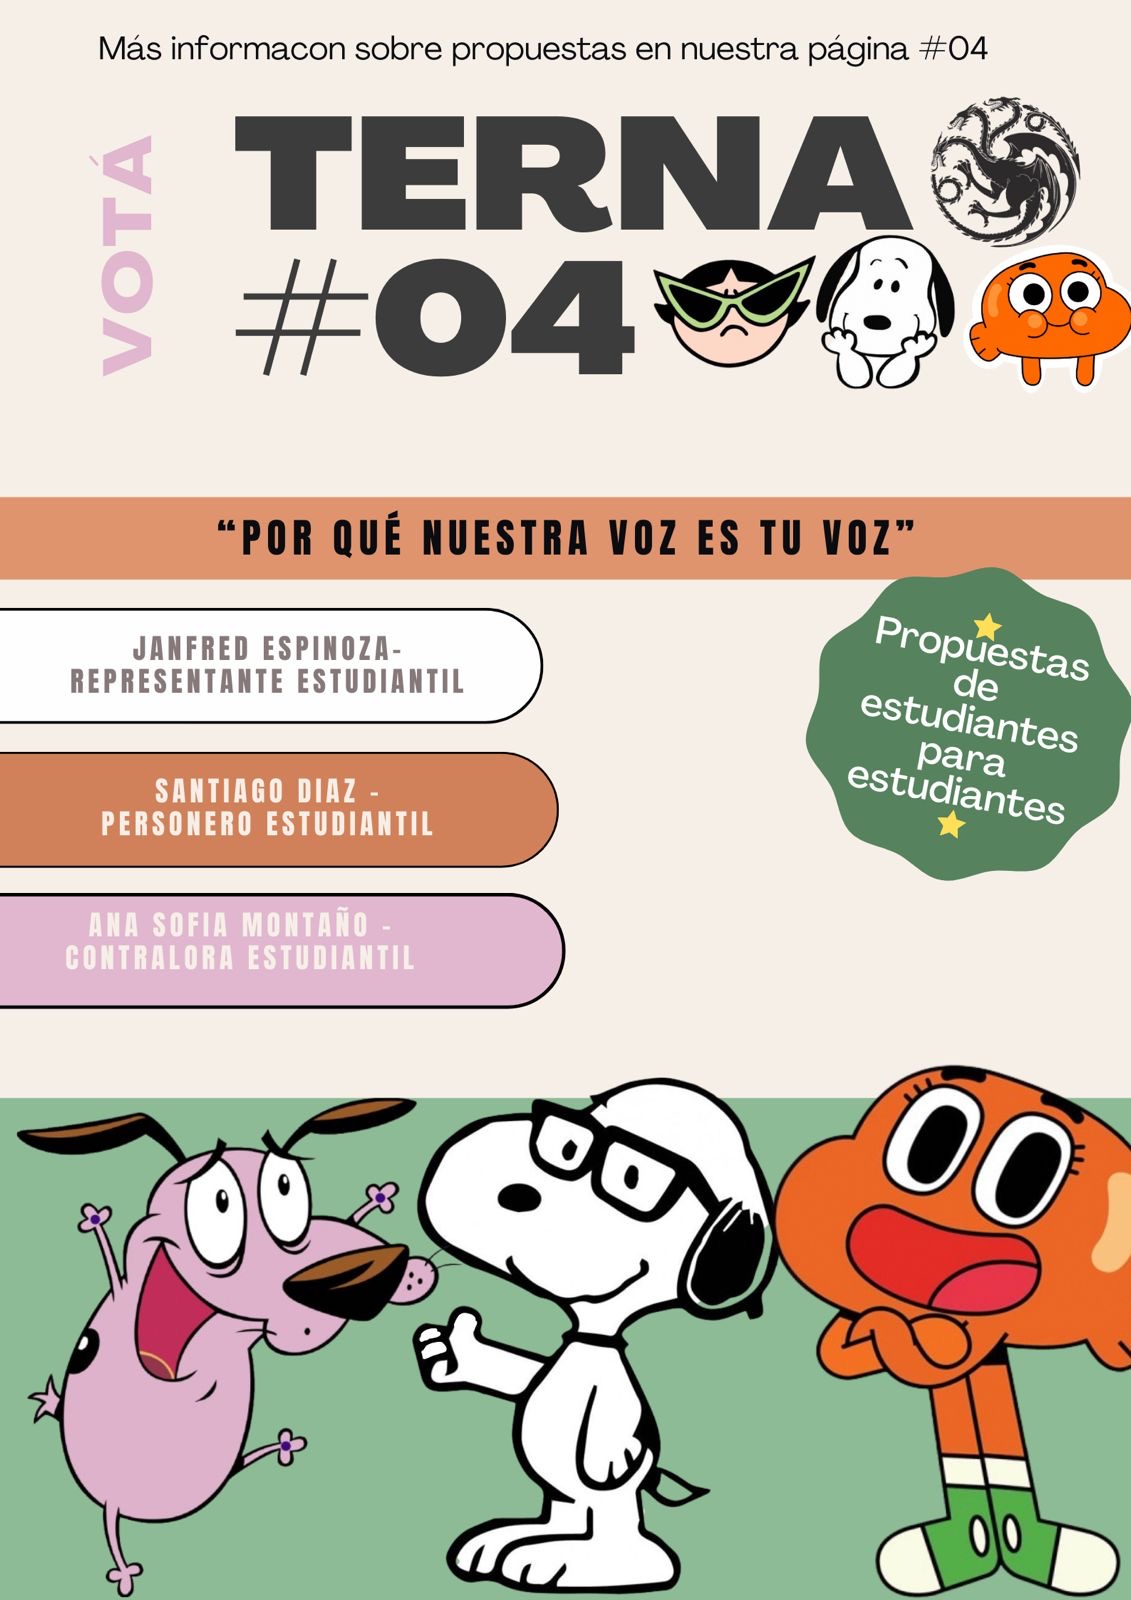 Más informacon sobre propuestas en nuestra página #04
VOTÁ
TERNA
#04
“POR QUÉ NUESTRA VOZ ES TU VOZ”
JANFRED ESPINOZA-
REPRESENTANTE ESTUDIANTIL
SANTIAGO DIAZ -
PERSONERO ESTUDIANTIL
ANA SOFIA MONTAÑO -
CONTRALORA ESTUDIANTIL
Propuestas
de
estudiantes
para
estudiantes